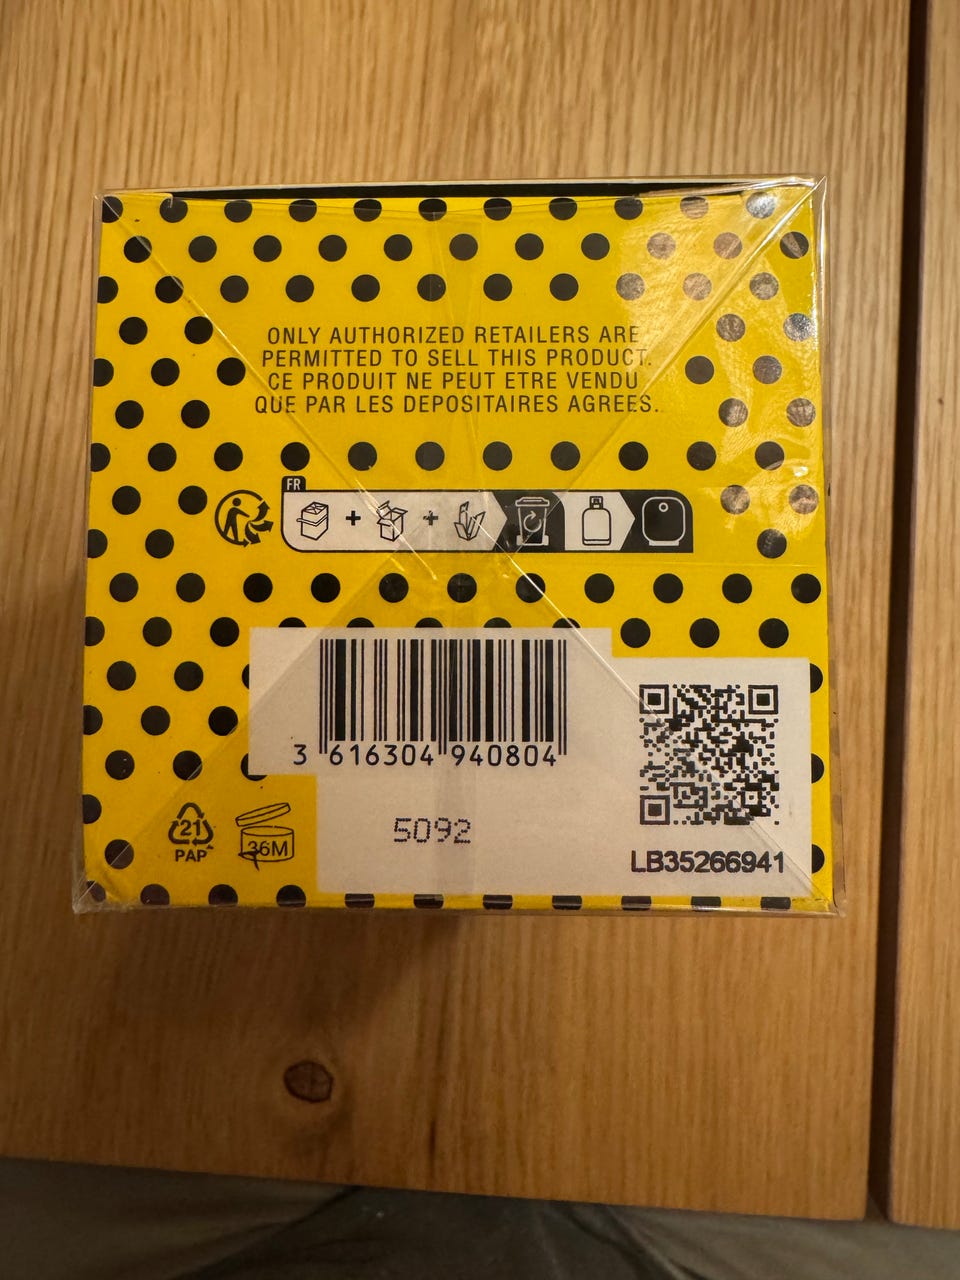 ONLY AUTHORIZED RETAILERS ARE
PERMITTED TO SELL THIS PRODUCT.
CE PRODUIT NE PEUT ETRE VENDU
QUE PAR LES DEPOSITAIRES AGREES.
FR
3 616304 940804
5092
21
PAP
36M
LB35266941